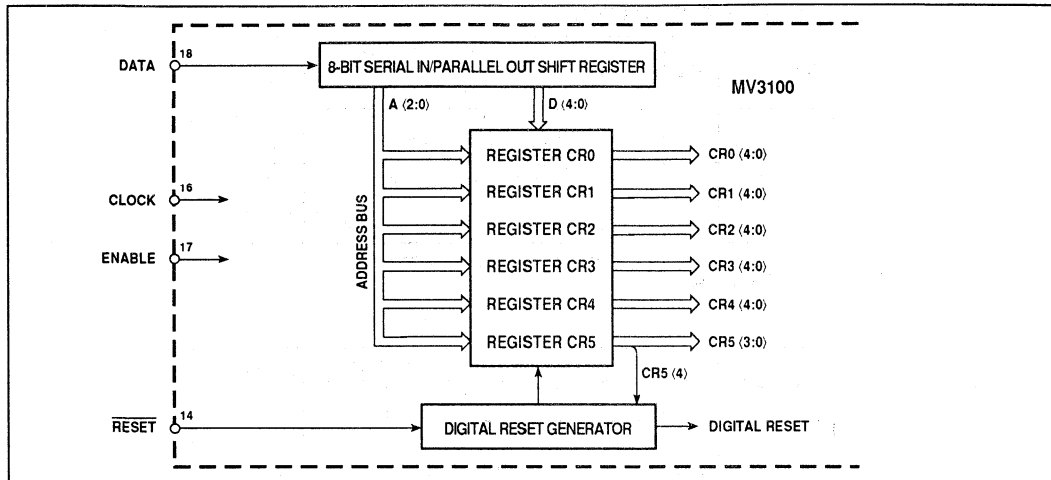 DATA
18
8-BIT SERIAL IN/PARALLEL OUT SHIFT REGISTER
MV3100
A ⟨2:0⟩
D ⟨4:0⟩
REGISTER CR0
CR0 ⟨4:0⟩
REGISTER CR1
CR1 ⟨4:0⟩
CLOCK
16
REGISTER CR2
CR2 ⟨4:0⟩
ENABLE
17
ADDRESS BUS
REGISTER CR3
CR3 ⟨4:0⟩
REGISTER CR4
CR4 ⟨4:0⟩
REGISTER CR5
CR5 ⟨3:0⟩
CR5 ⟨4⟩
RESET
14
DIGITAL RESET GENERATOR
DIGITAL RESET